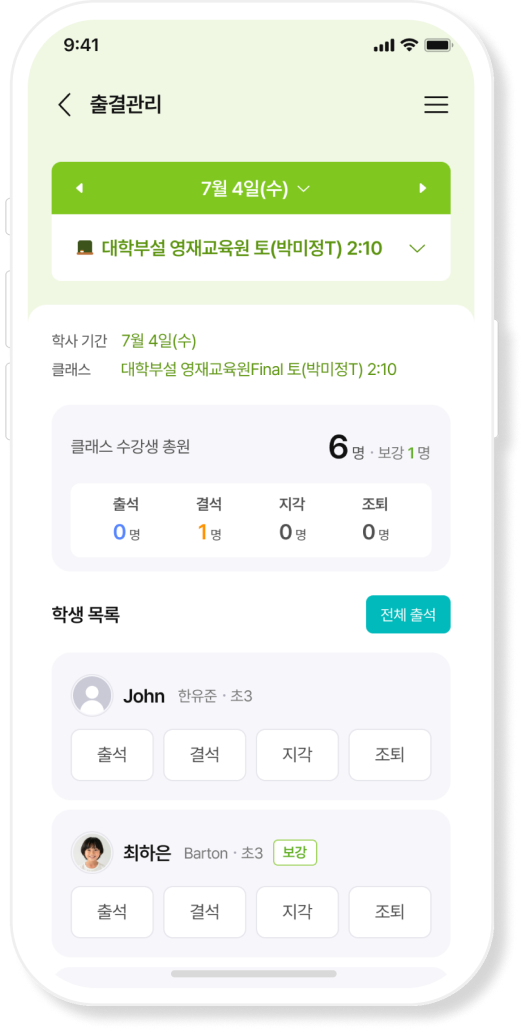 9:41
출결관리
7월 4일(수)
대학부설 영재교육원 토(박미정T) 2:10
학사 기간 7월 4일(수)
클래스 대학부설 영재교육원Final 토(박미정T) 2:10
클래스 수강생 총원 6 명 · 보강 1 명
출석 결석 지각 조퇴
0 명 1 명 0 명 0 명
학생 목록 전체 출석
John 한유준 · 초3
출석 결석 지각 조퇴
최하은 Barton · 초3 보강
출석 결석 지각 조퇴